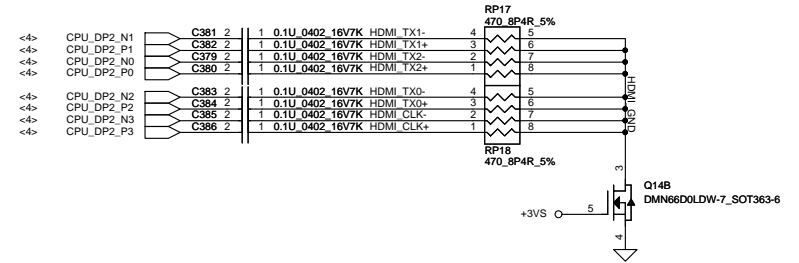 RP17
470_8P4R_5%
<4> CPU_DP2_N1 C381 2 1 0.1U_0402_16V7K HDMI_TX1- 4 5
<4> CPU_DP2_P1 C382 2 1 0.1U_0402_16V7K HDMI_TX1+ 3 6
<4> CPU_DP2_N0 C379 2 1 0.1U_0402_16V7K HDMI_TX2- 2 7
<4> CPU_DP2_P0 C380 2 1 0.1U_0402_16V7K HDMI_TX2+ 1 8
<4> CPU_DP2_N2 C383 2 1 0.1U_0402_16V7K HDMI_TX0- 4 5
<4> CPU_DP2_P2 C384 2 1 0.1U_0402_16V7K HDMI_TX0+ 3 6
<4> CPU_DP2_N3 C385 2 1 0.1U_0402_16V7K HDMI_CLK- 2 7
<4> CPU_DP2_P3 C386 2 1 0.1U_0402_16V7K HDMI_CLK+ 1 8
HDMI_GND
RP18
470_8P4R_5%
3
Q14B
DMN66D0LDW-7_SOT363-6
+3VS 5
4